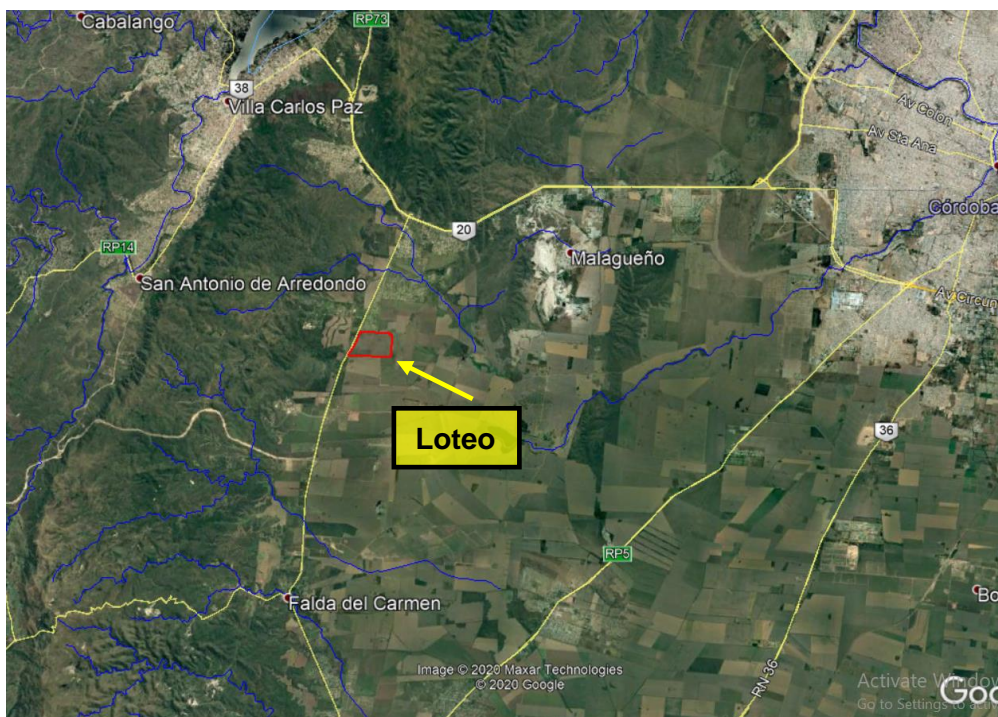 Cabalango
RP73
38
Villa Carlos Paz
Av Colon
Av Sta Ana
Córdoba
20
RP14
Malagueño
San Antonio de Arredondo
Av Circun
Loteo
36
RP5
Falda del Carmen
Bo
RN-36
Image © 2020 Maxar Technologies
© 2020 Google
Activate Windows
Goo
Go to Settings to activ